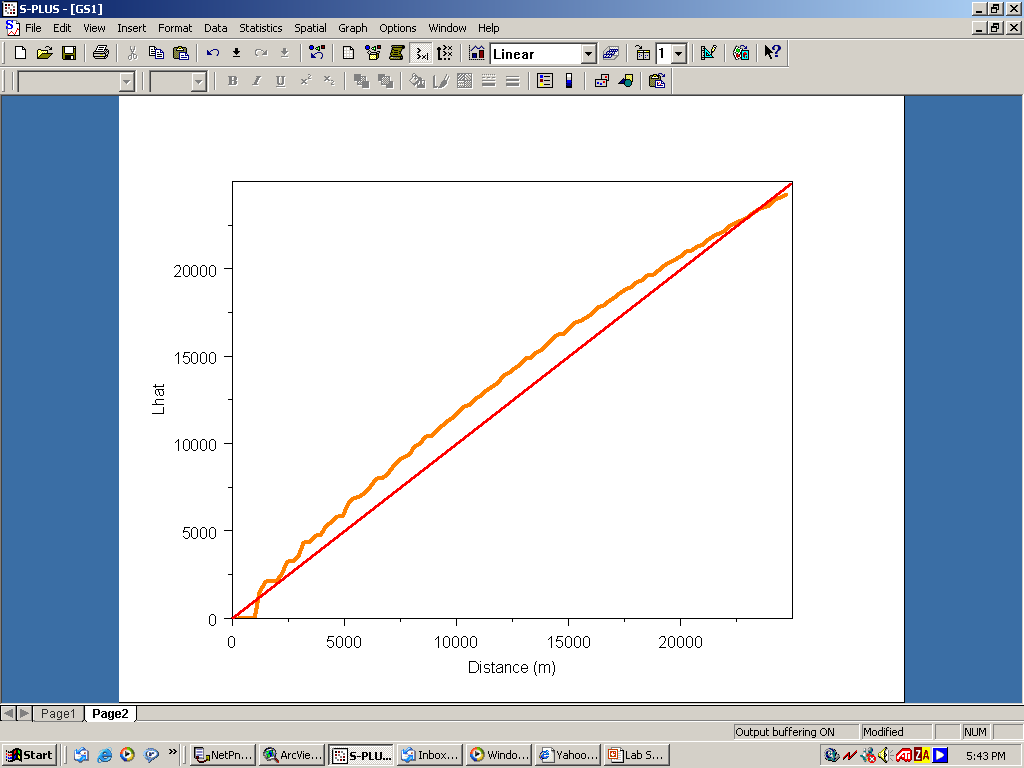 S-PLUS - [GS1]
File Edit View Insert Format Data Statistics Spatial Graph Options Window Help
Linear 1
B I U x² x₂
20000
15000
10000
5000
0
Lhat
0 5000 10000 15000 20000
Distance (m)
Page1 Page2
Output buffering ON Modified NUM
Start NetPn... ArcVie... S-PLU... Inbox... Windo... Yahoo... Lab S... 5:43 PM